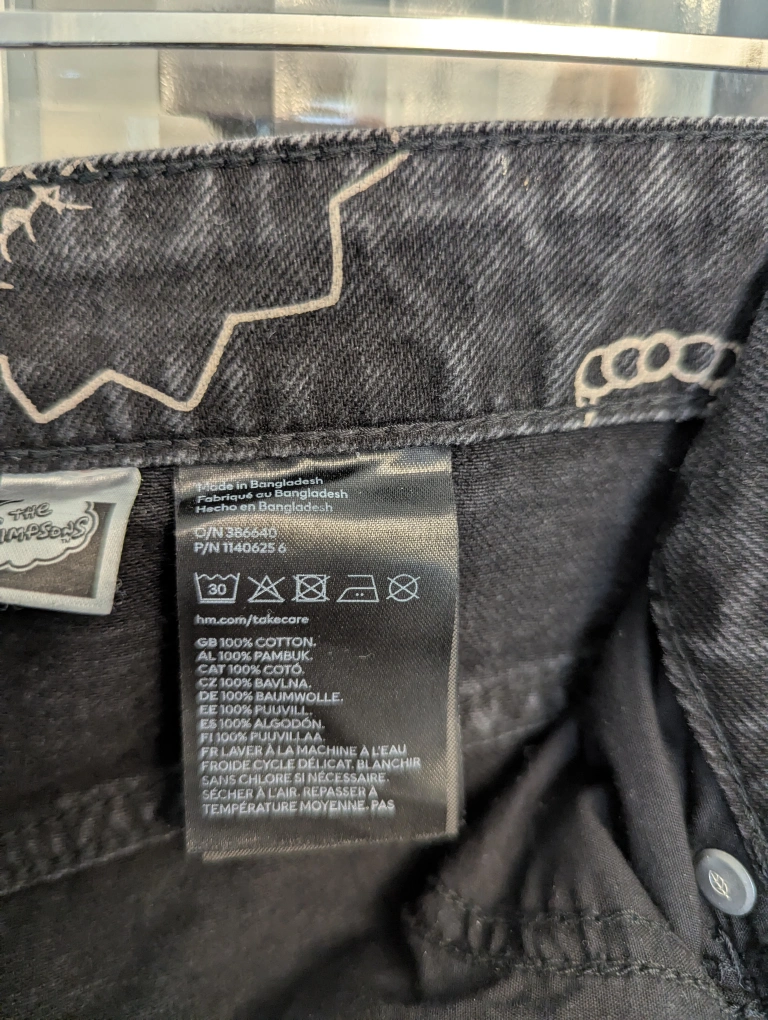 THE
SIMPSONS
Made in Bangladesh
Fabriqué au Bangladesh
Hecho en Bangladesh
O/N 386640
P/N 1140625 6
30
hm.com/takecare
GB 100% COTTON.
AL 100% PAMBUK.
CAT 100% COTÓ.
CZ 100% BAVLNA.
DE 100% BAUMWOLLE.
EE 100% PUUVILL.
ES 100% ALGODÓN.
FI 100% PUUVILLAA.
FR LAVER À LA MACHINE À L'EAU
FROIDE CYCLE DÉLICAT. BLANCHIR
SANS CHLORE SI NÉCESSAIRE.
SÉCHER À L'AIR. REPASSER À
TEMPÉRATURE MOYENNE. PAS